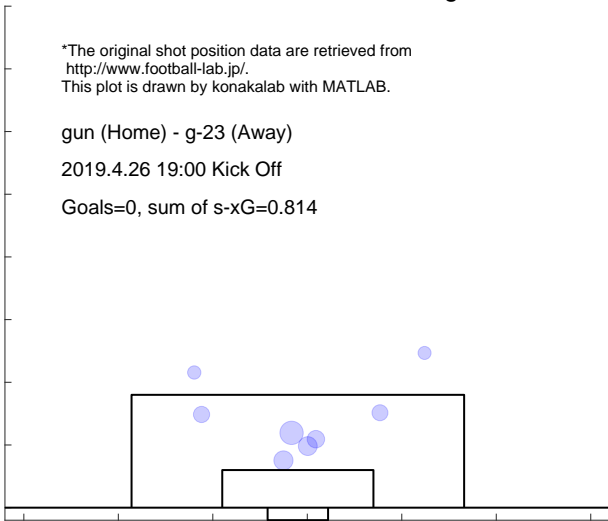 *The original shot position data are retrieved from
http://www.football-lab.jp/.
This plot is drawn by konakalab with MATLAB.
gun (Home) - g-23 (Away)
2019.4.26 19:00 Kick Off
Goals=0, sum of s-xG=0.814